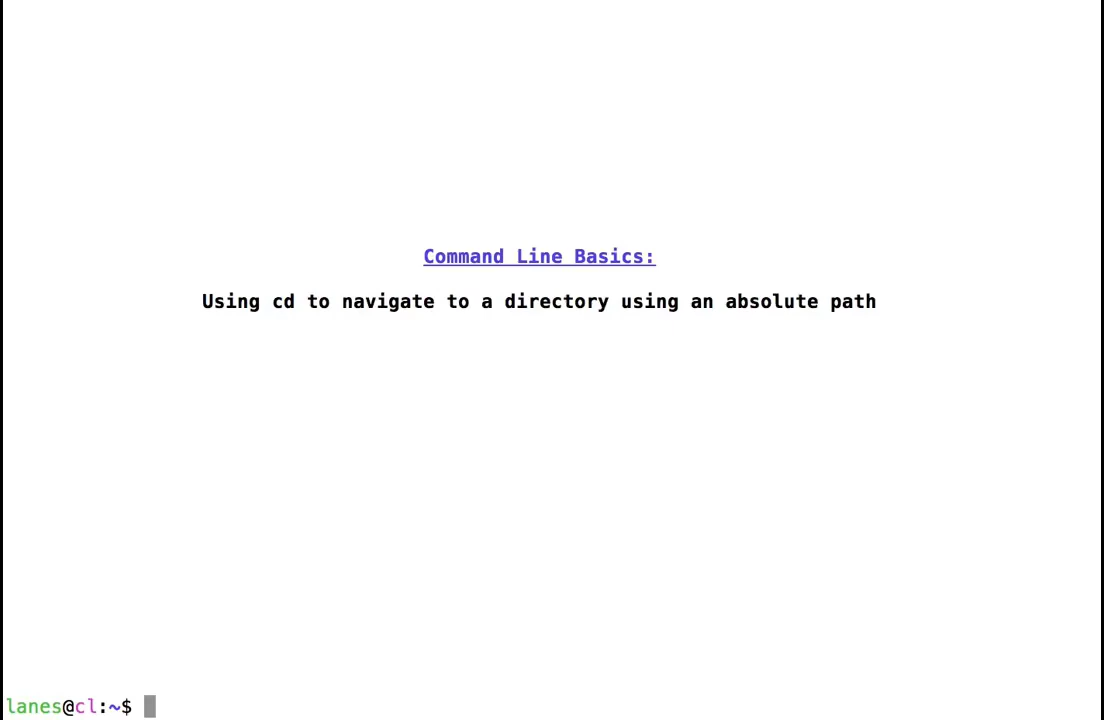 Command Line Basics:
Using cd to navigate to a directory using an absolute path
lanes@cl:~$